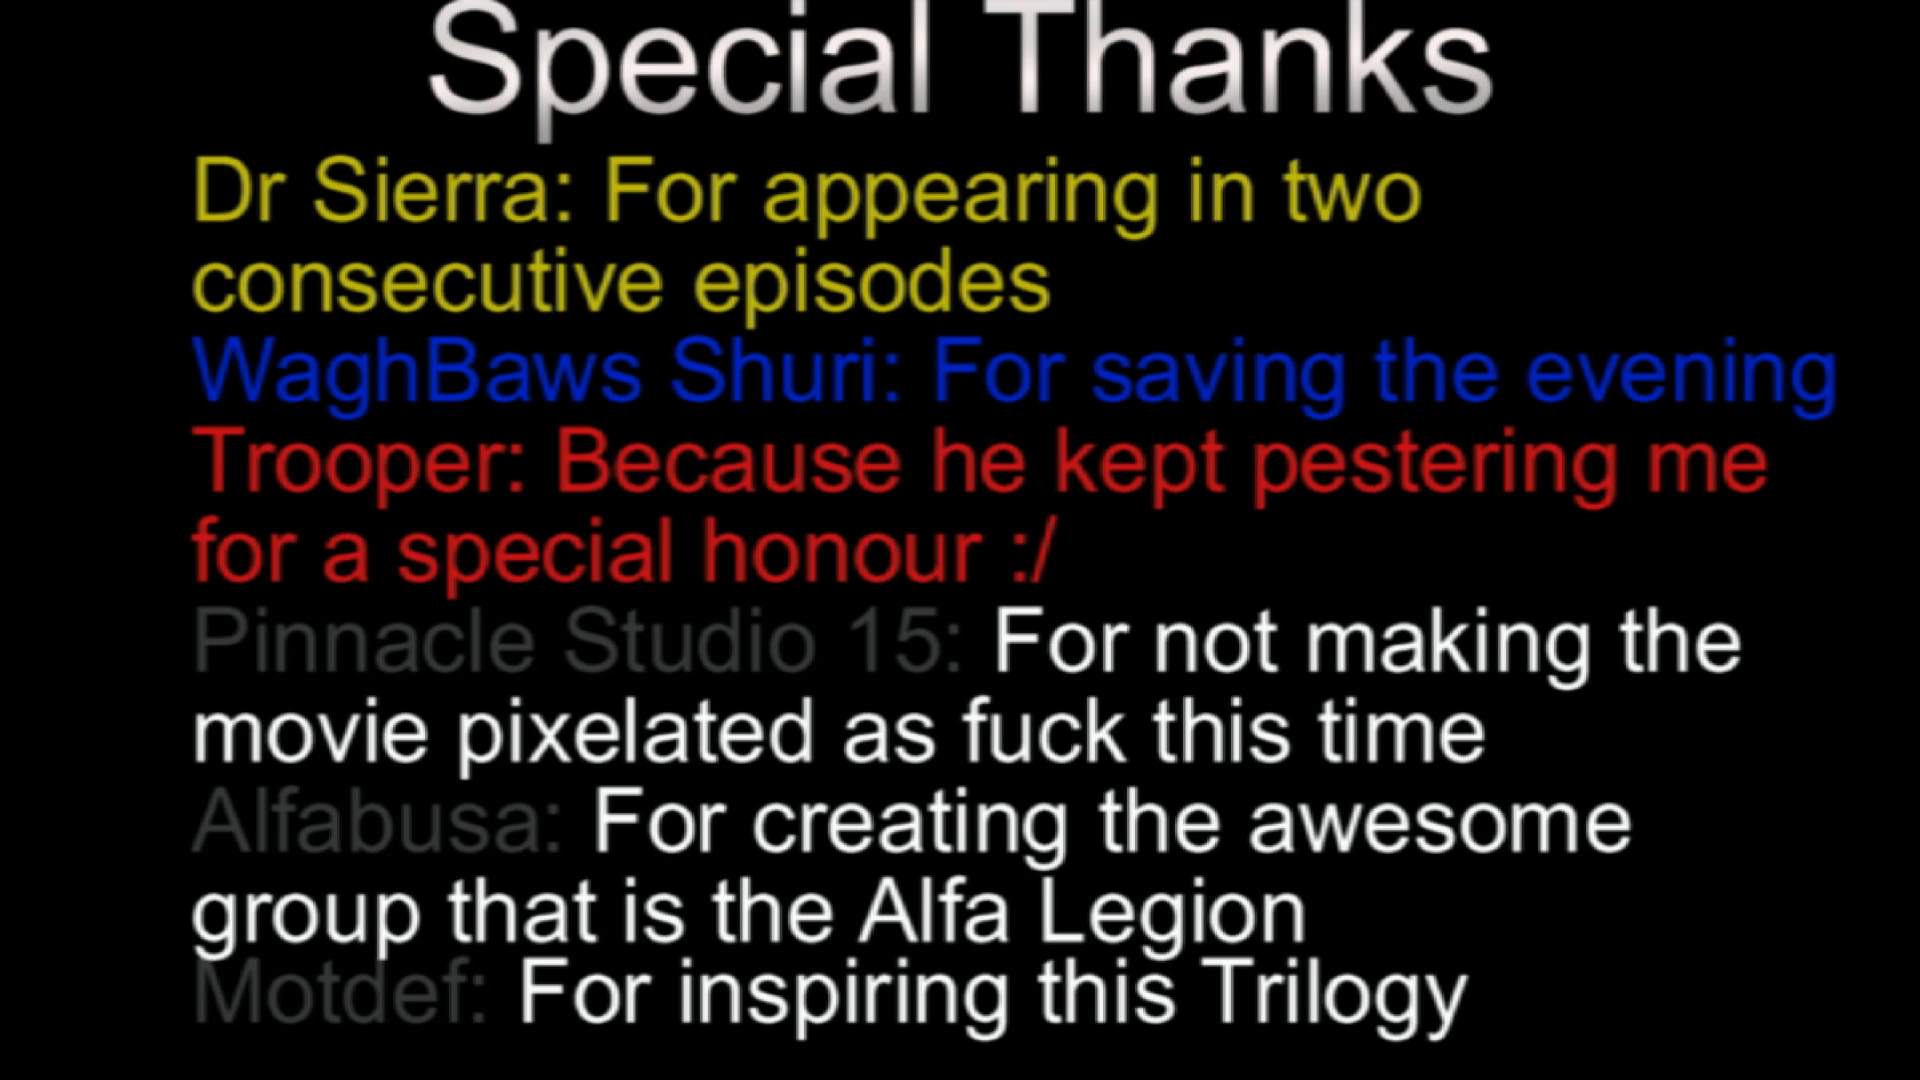 Special Thanks
Dr Sierra: For appearing in two
consecutive episodes
WaghBaws Shuri: For saving the evening
Trooper: Because he kept pestering me
for a special honour :/
Pinnacle Studio 15: For not making the
movie pixelated as fuck this time
Alfabusa: For creating the awesome
group that is the Alfa Legion
Motdef: For inspiring this Trilogy